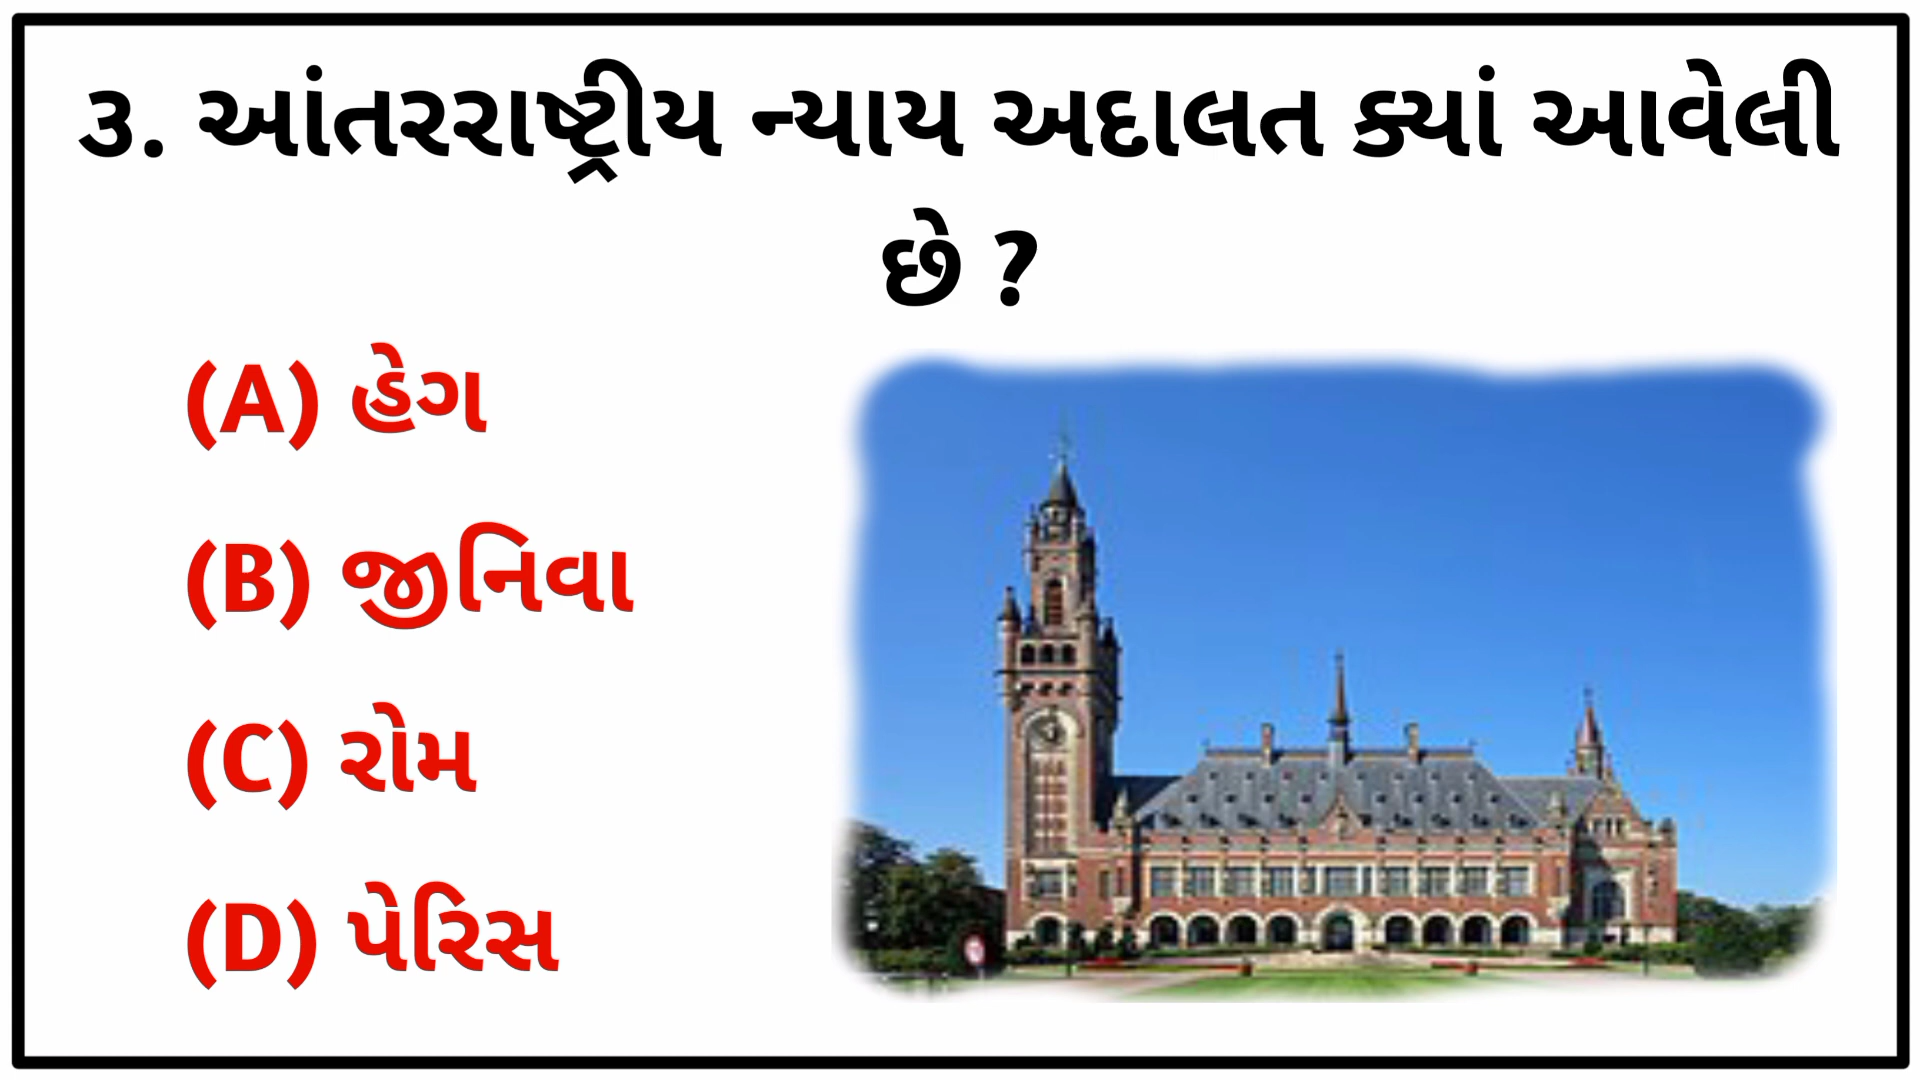 ૩. આંતરરાષ્ટ્રીય ન્યાય અદાલત ક્યાં આવેલી
છે ?
(A) હેગ
(B) જીનિવા
(C) રોમ
(D) પેરિસ